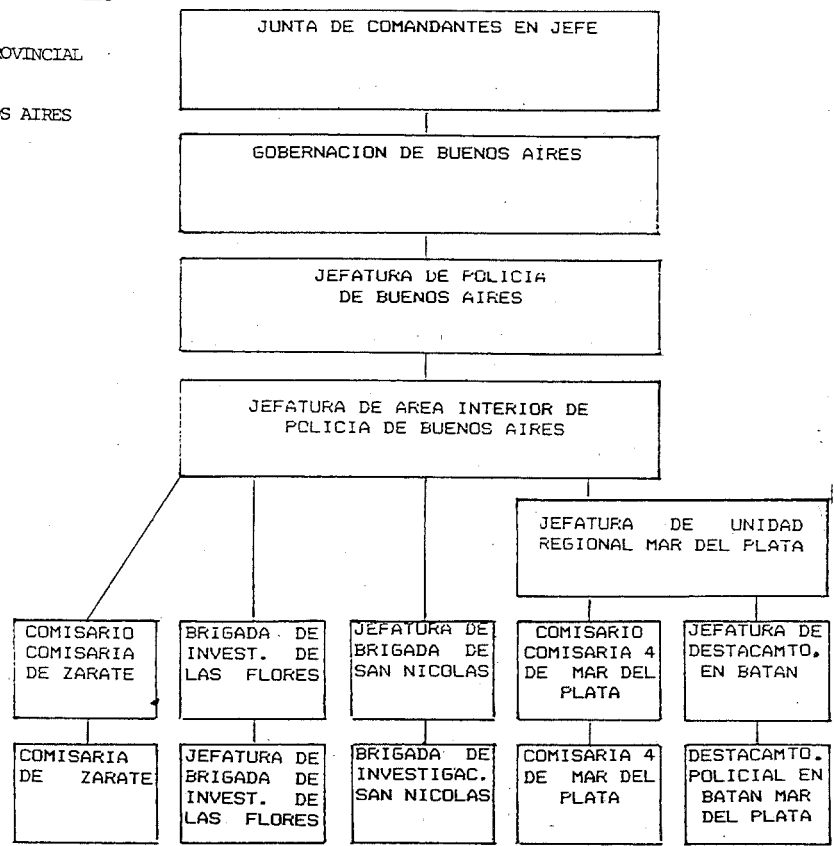 JUNTA DE COMANDANTES EN JEFE
PROVINCIAL
AIRES
GOBERNACION DE BUENOS AIRES
JEFATURA DE POLICIA
DE BUENOS AIRES
JEFATURA DE AREA INTERIOR DE
POLICIA DE BUENOS AIRES
JEFATURA DE UNIDAD
REGIONAL MAR DEL PLATA
COMISARIO
COMISARIA
DE ZARATE
BRIGADA DE
INVEST. DE
LAS FLORES
JEFATURA DE
BRIGADA DE
SAN NICOLAS
COMISARIO
COMISARIA 4
DE MAR DEL
PLATA
JEFATURA DE
DESTACAMTO.
EN BATAN
COMISARIA
DE ZARATE
JEFATURA DE
BRIGADA DE
INVEST. DE
LAS FLORES
BRIGADA DE
INVESTIGAC.
SAN NICOLAS
COMISARIA 4
DE MAR DEL
PLATA
DESTACAMTO.
POLICIAL EN
BATAN MAR
DEL PLATA